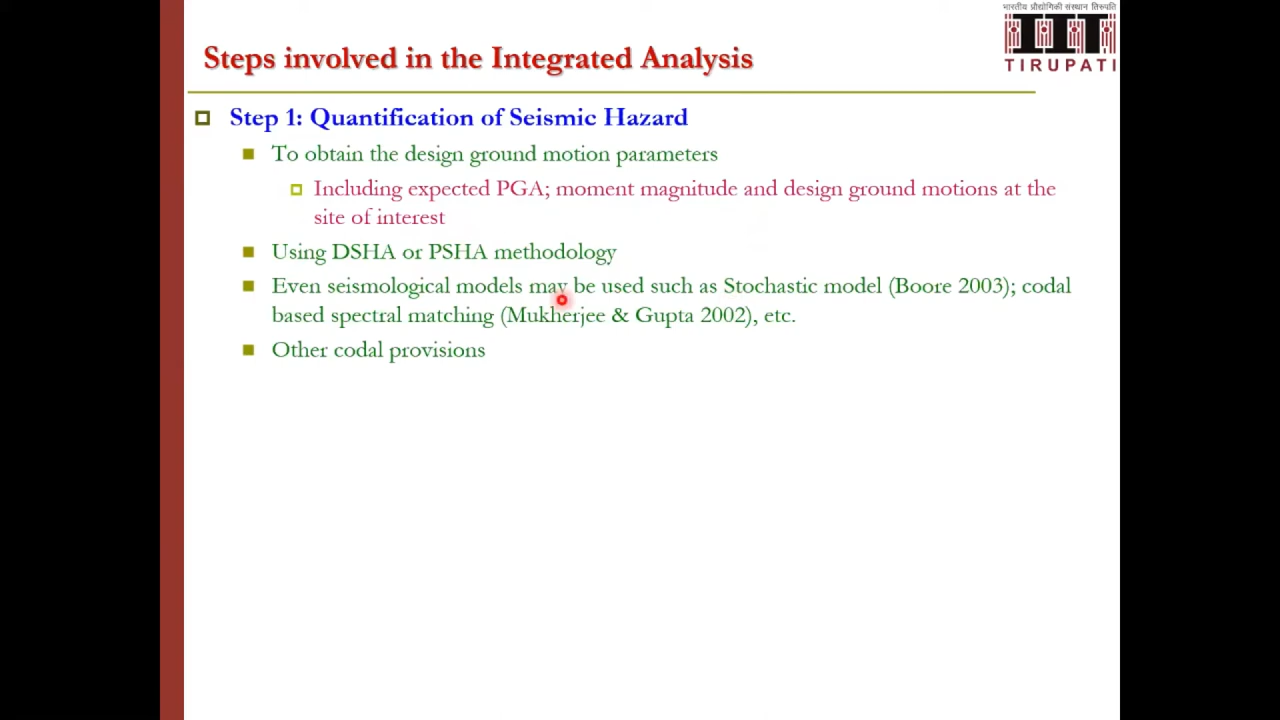 भारतीय प्रौद्योगिकी संस्थान तिरुपति
TIRUPATI
Steps involved in the Integrated Analysis
Step 1: Quantification of Seismic Hazard
To obtain the design ground motion parameters
Including expected PGA; moment magnitude and design ground motions at the
site of interest
Using DSHA or PSHA methodology
Even seismological models may be used such as Stochastic model (Boore 2003); codal
based spectral matching (Mukherjee & Gupta 2002), etc.
Other codal provisions